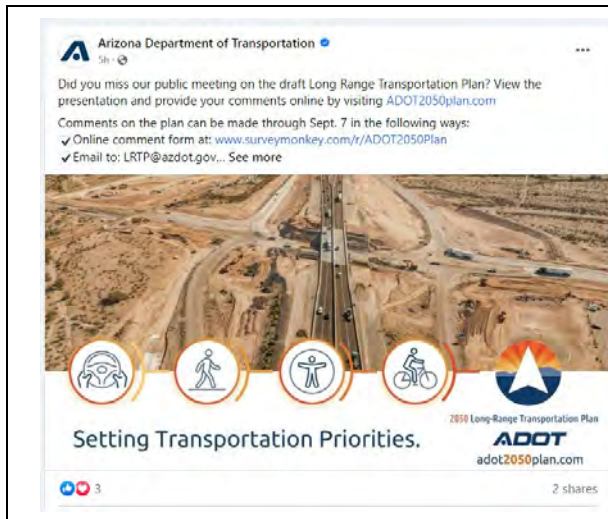 Arizona Department of Transportation
5h ·
Did you miss our public meeting on the draft Long Range Transportation Plan? View the
presentation and provide your comments online by visiting ADOT2050plan.com
Comments on the plan can be made through Sept. 7 in the following ways:
✓Online comment form at: www.surveymonkey.com/r/ADOT2050Plan
✓Email to: LRTP@azdot.gov... See more
2050 Long-Range Transportation Plan
Setting Transportation Priorities.
ADOT
adot2050plan.com
3
2 shares